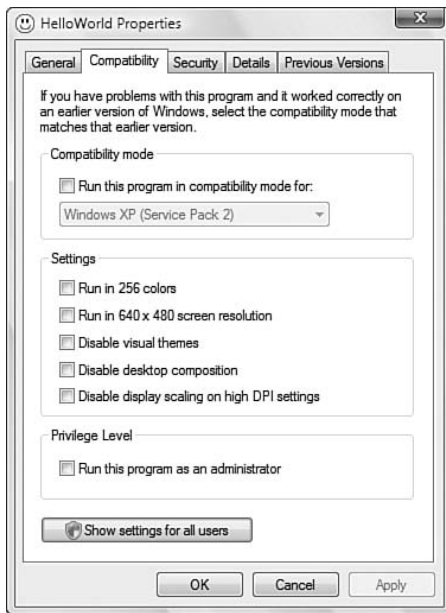 HelloWorld Properties
General Compatibility Security Details Previous Versions
If you have problems with this program and it worked correctly on
an earlier version of Windows, select the compatibility mode that
matches that earlier version.
Compatibility mode
Run this program in compatibility mode for:
Windows XP (Service Pack 2)
Settings
Run in 256 colors
Run in 640 x 480 screen resolution
Disable visual themes
Disable desktop composition
Disable display scaling on high DPI settings
Privilege Level
Run this program as an administrator
Show settings for all users
OK Cancel Apply